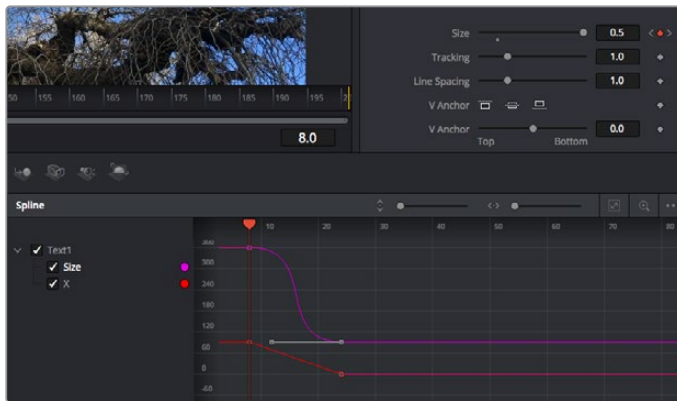 Size 0.5
Tracking 1.0
Line Spacing 1.0
V Anchor
V Anchor 0.0
Top Bottom
155 160 165 170 175 180 185 190 195
8.0
Spline
10 20 30 40 50 60 70 80
Text1
Size
X
300
240
180
120
60
0
-60